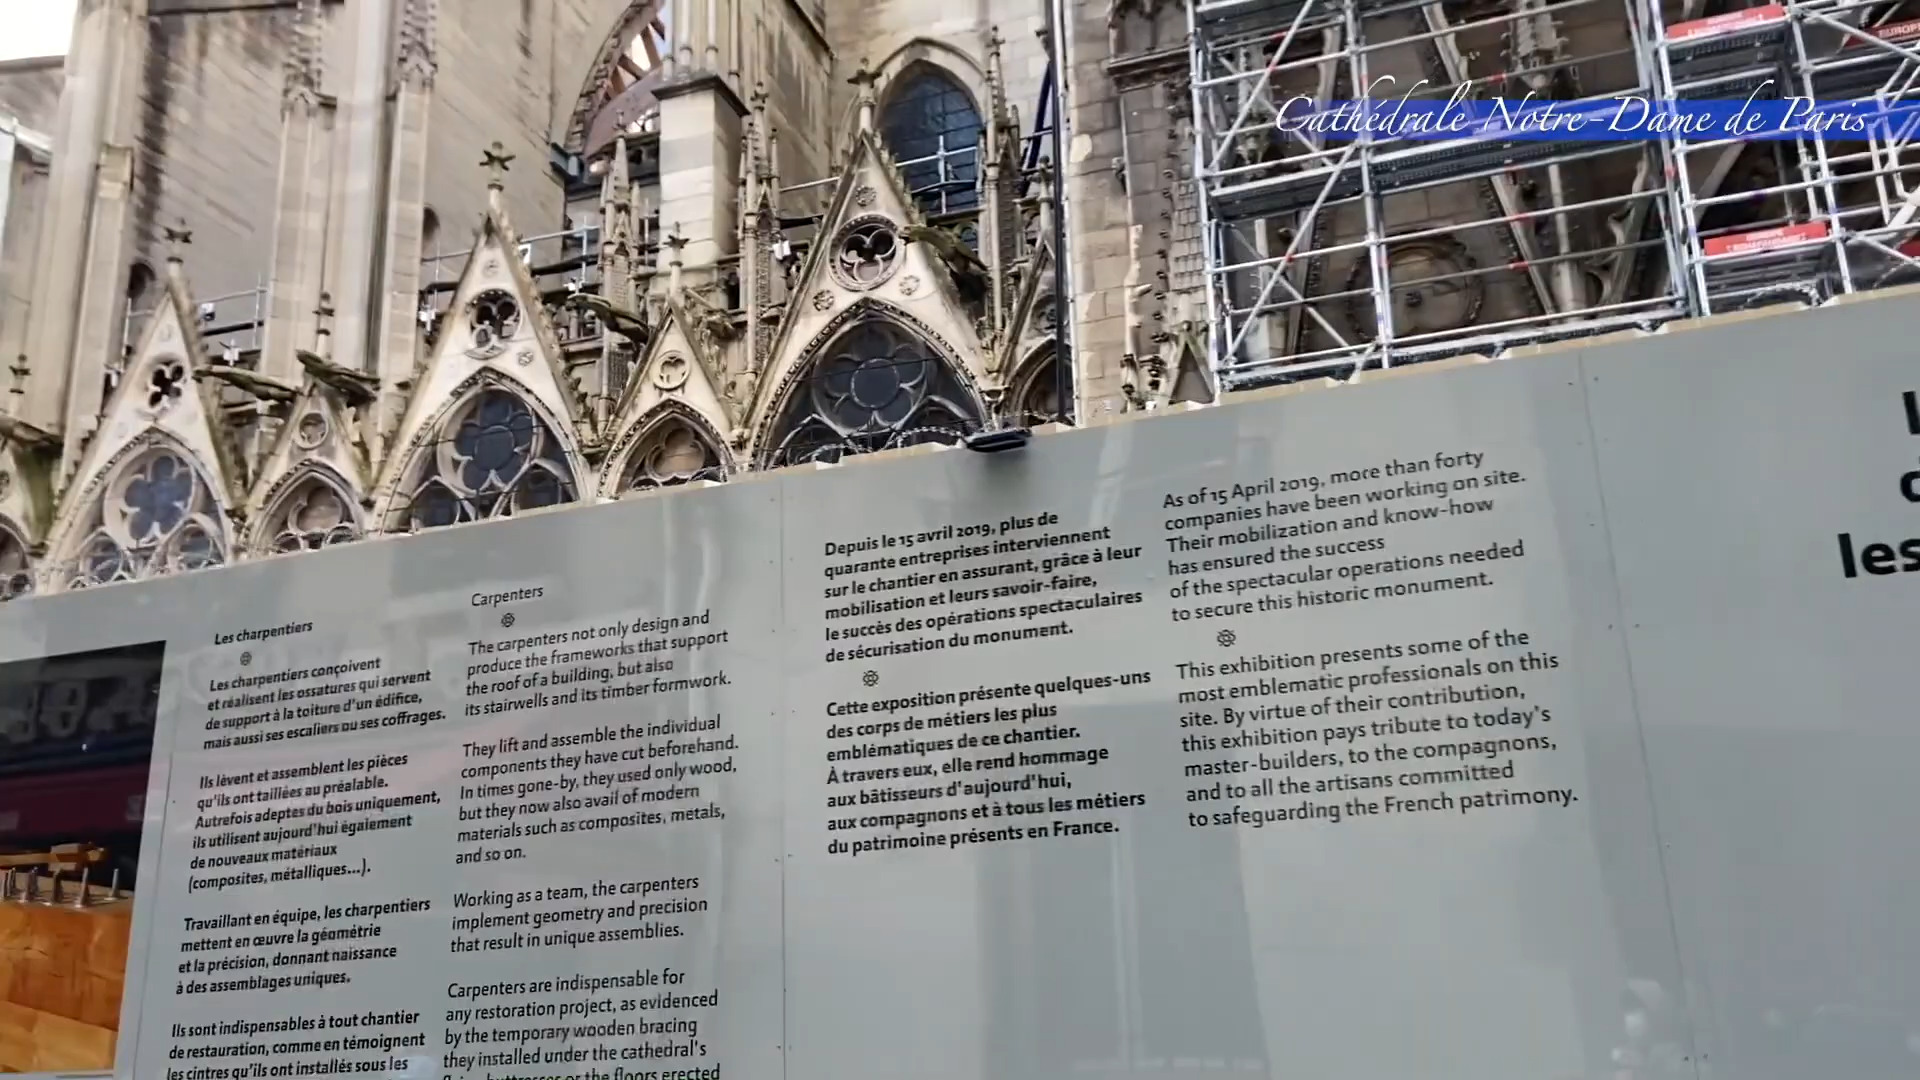 Cathédrale Notre-Dame de Paris
Les charpentiers
Les charpentiers conçoivent
et réalisent les ossatures qui servent
de support à la toiture d'un édifice,
mais aussi ses escaliers ou ses coffrages.
Ils lèvent et assemblent les pièces
qu'ils ont taillées au préalable.
Autrefois adeptes du bois uniquement,
ils utilisent aujourd'hui également
de nouveaux matériaux
(composites, métalliques...).
Travaillant en équipe, les charpentiers
mettent en œuvre la géométrie
et la précision, donnant naissance
à des assemblages uniques.
Ils sont indispensables à tout chantier
de restauration, comme en témoignent
les cintres qu'ils ont installés sous les
Carpenters
The carpenters not only design and
produce the frameworks that support
the roof of a building, but also
its stairwells and its timber formwork.
They lift and assemble the individual
components they have cut beforehand.
In times gone-by, they used only wood,
but they now also avail of modern
materials such as composites, metals,
and so on.
Working as a team, the carpenters
implement geometry and precision
that result in unique assemblies.
Carpenters are indispensable for
any restoration project, as evidenced
by the temporary wooden bracing
they installed under the cathedral's
or the floors erected
Depuis le 15 avril 2019, plus de
quarante entreprises interviennent
sur le chantier en assurant, grâce à leur
mobilisation et leurs savoir-faire,
le succès des opérations spectaculaires
de sécurisation du monument.
Cette exposition présente quelques-uns
des corps de métiers les plus
emblématiques de ce chantier.
À travers eux, elle rend hommage
aux bâtisseurs d'aujourd'hui,
aux compagnons et à tous les métiers
du patrimoine présents en France.
As of 15 April 2019, more than forty
companies have been working on site.
Their mobilization and know-how
has ensured the success
of the spectacular operations needed
to secure this historic monument.
This exhibition presents some of the
most emblematic professionals on this
site. By virtue of their contribution,
this exhibition pays tribute to today's
master-builders, to the compagnons,
and to all the artisans committed
to safeguarding the French patrimony.
les